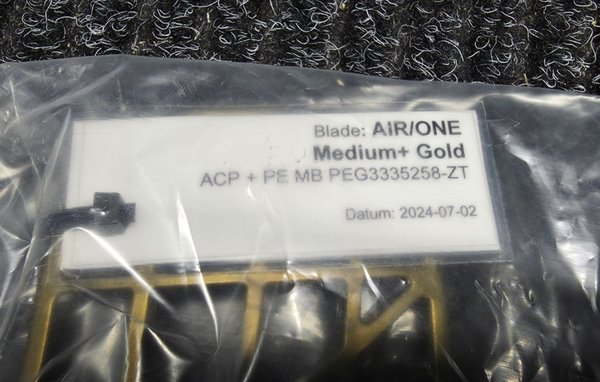 Blade: AIR/ONE
Medium+ Gold
ACP + PE MB PEG3335258-ZT
Datum: 2024-07-02